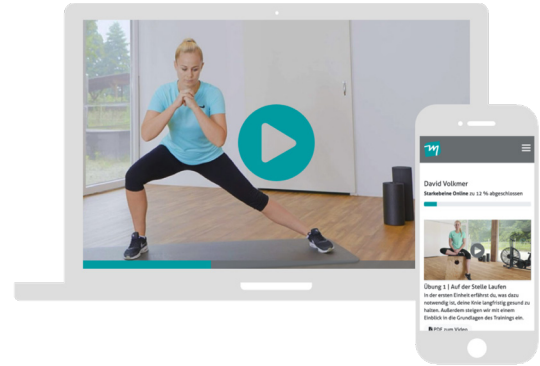 m
David Volkmer
Starkebeine Online zu 12 % abgeschlossen
Übung 1 | Auf der Stelle Laufen
In der ersten Einheit erfährst du, was dazu
notwendig ist, deine Knie langfristig gesund zu
halten. Außerdem steigen wir mit einem
Einblick in die Grundlagen des Trainings ein.
PDF zum Video